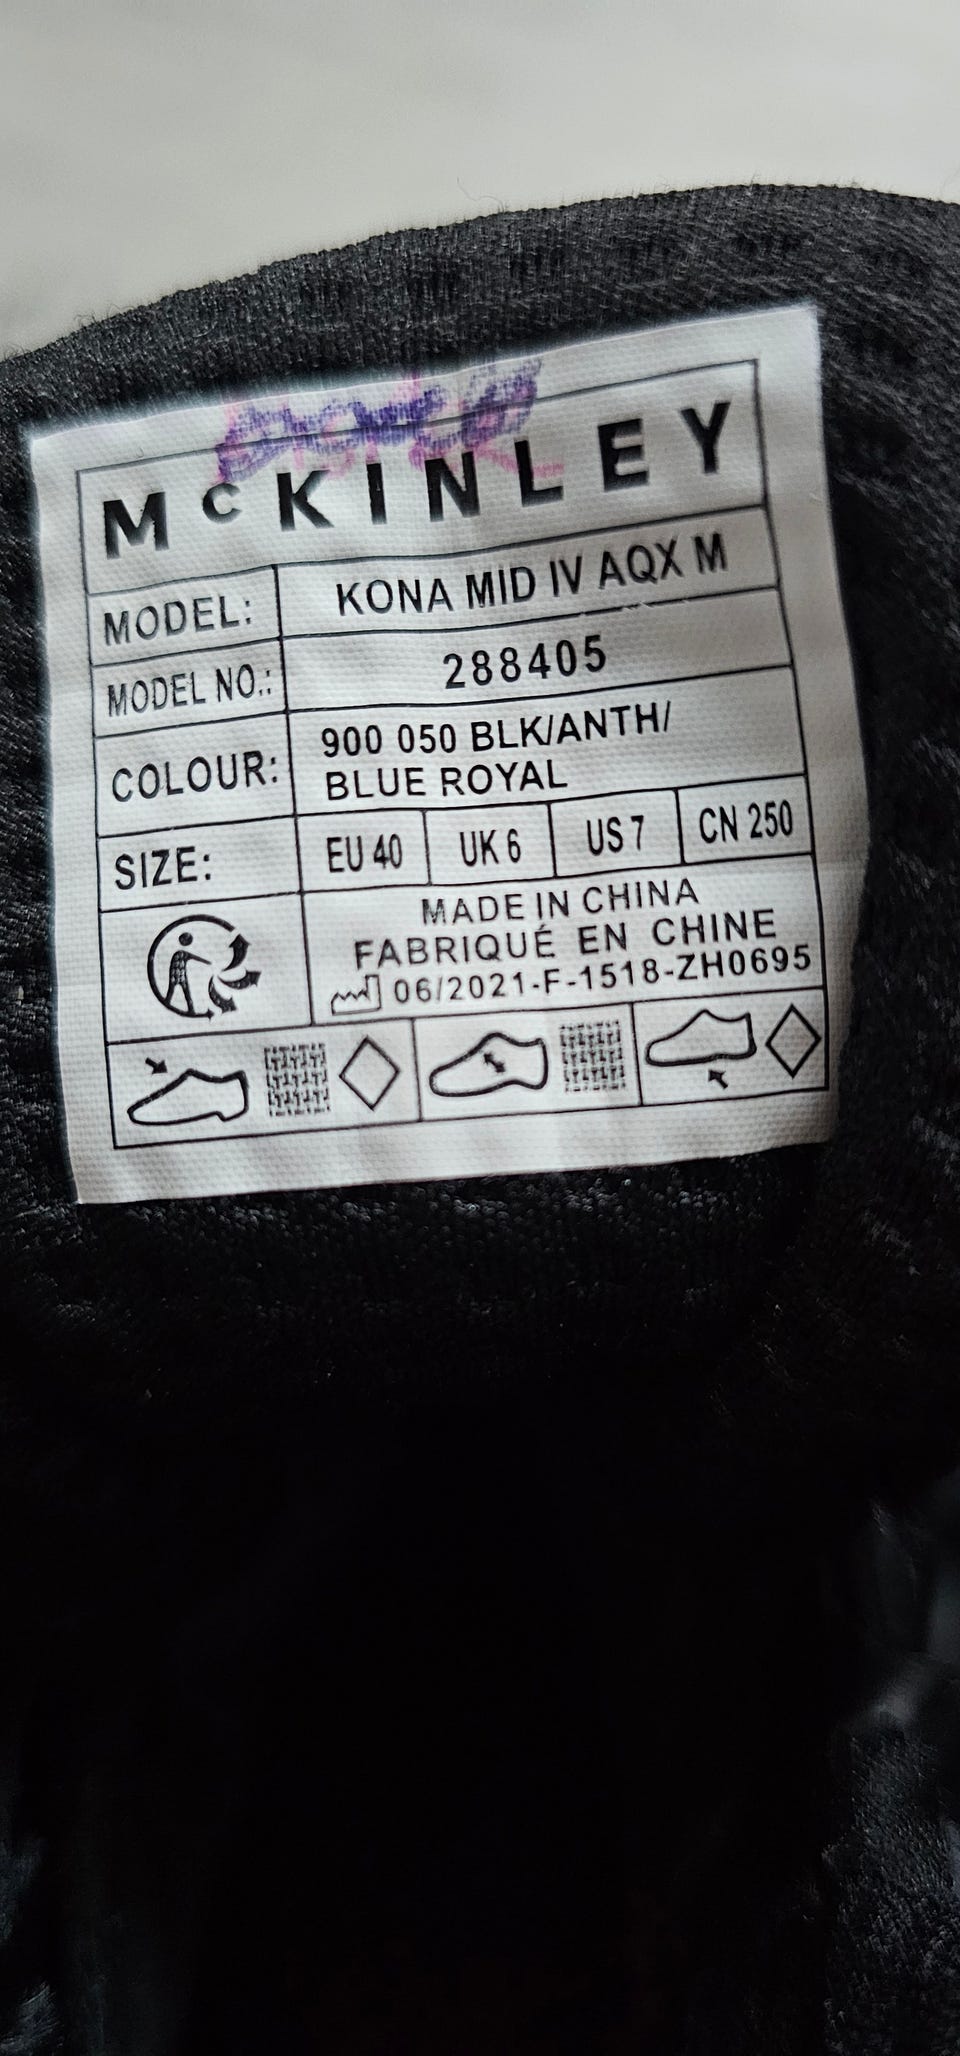 McKINLEY
MODEL: KONA MID IV AQX M
MODEL NO.: 288405
COLOUR: 900 050 BLK/ANTH/
BLUE ROYAL
SIZE: EU 40 UK 6 US 7 CN 250
MADE IN CHINA
FABRIQUÉ EN CHINE
06/2021-F-1518-ZH0695